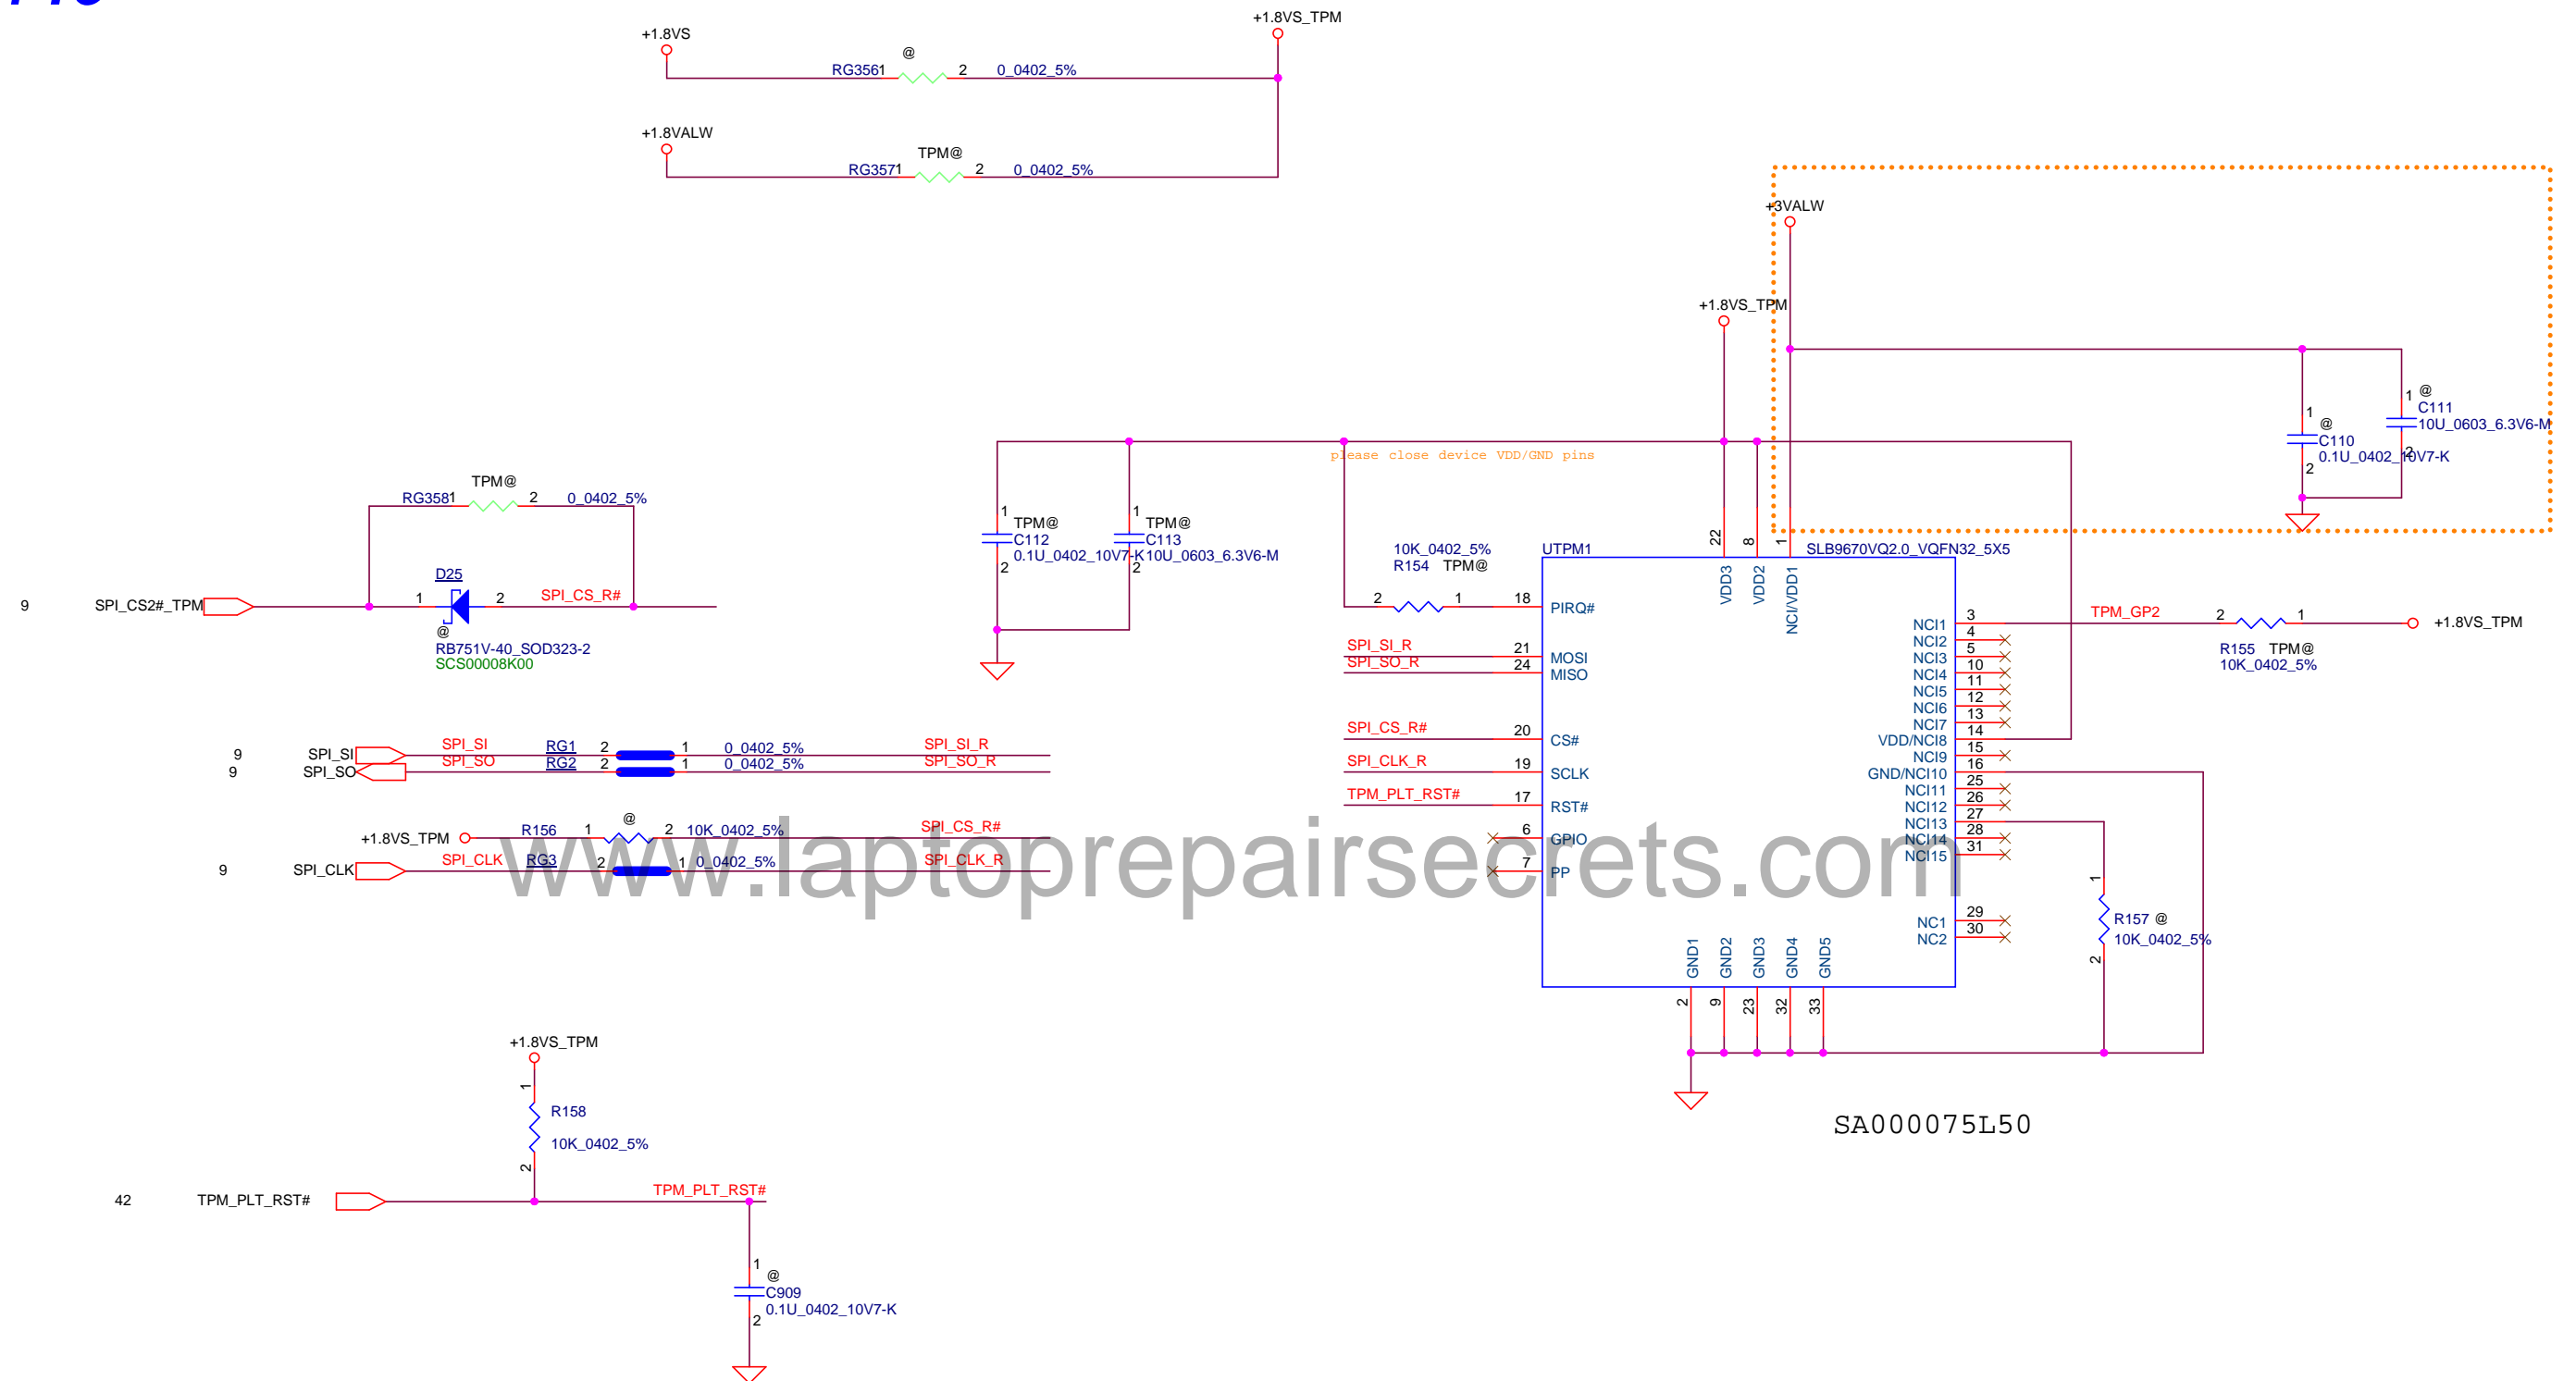 +1.8VS
+1.8VS_TPM
@
RG356 1 2 0_0402_5%
+1.8VALW
TPM@
RG357 1 2 0_0402_5%
+3VALW
+1.8VS_TPM
@
C111
10U_0603_6.3V6-M
1
2
@
C110
0.1U_0402_10V7-K
1
2
please close device VDD/GND pins
TPM@
RG358 1 2 0_0402_5%
D25
1 2 SPI_CS_R#
9 SPI_CS2#_TPM
@
RB751V-40_SOD323-2
SCS00008K00
1
TPM@
C112
0.1U_0402_10V7-K
2
1
TPM@
C113
10U_0603_6.3V6-M
2
10K_0402_5%
R154 TPM@
2 1
UTPM1
SLB9670VQ2.0_VQFN32_5X5
22 8 1
VDD3 VDD2 NCI/VDD1
18 PIRQ#
SPI_SI_R 21 MOSI
SPI_SO_R 24 MISO
SPI_CS_R# 20 CS#
SPI_CLK_R 19 SCLK
TPM_PLT_RST# 17 RST#
6 GPIO
7 PP
NCI1 3 TPM_GP2 2 1 +1.8VS_TPM
R155 TPM@
10K_0402_5%
NCI2 4
NCI3 5
NCI4 10
NCI5 11
NCI6 12
NCI7 13
VDD/NCI8 14
NCI9 15
GND/NCI10 16
NCI11 25
NCI12 26
NCI13 27
NCI14 28
NCI15 31
NC1 29
NC2 30
1
R157 @
10K_0402_5%
2
GND1 GND2 GND3 GND4 GND5
2 9 23 32 33
SA000075L50
9 SPI_SI SPI_SI RG1 2 1 0_0402_5% SPI_SI_R
9 SPI_SO SPI_SO RG2 2 1 0_0402_5% SPI_SO_R
@
+1.8VS_TPM R156 1 2 10K_0402_5% SPI_CS_R#
9 SPI_CLK SPI_CLK RG3 2 1 0_0402_5% SPI_CLK_R
www.laptoprepairsecrets.com
+1.8VS_TPM
1
R158
10K_0402_5%
2
42 TPM_PLT_RST# TPM_PLT_RST#
1
@
C909
0.1U_0402_10V7-K
2